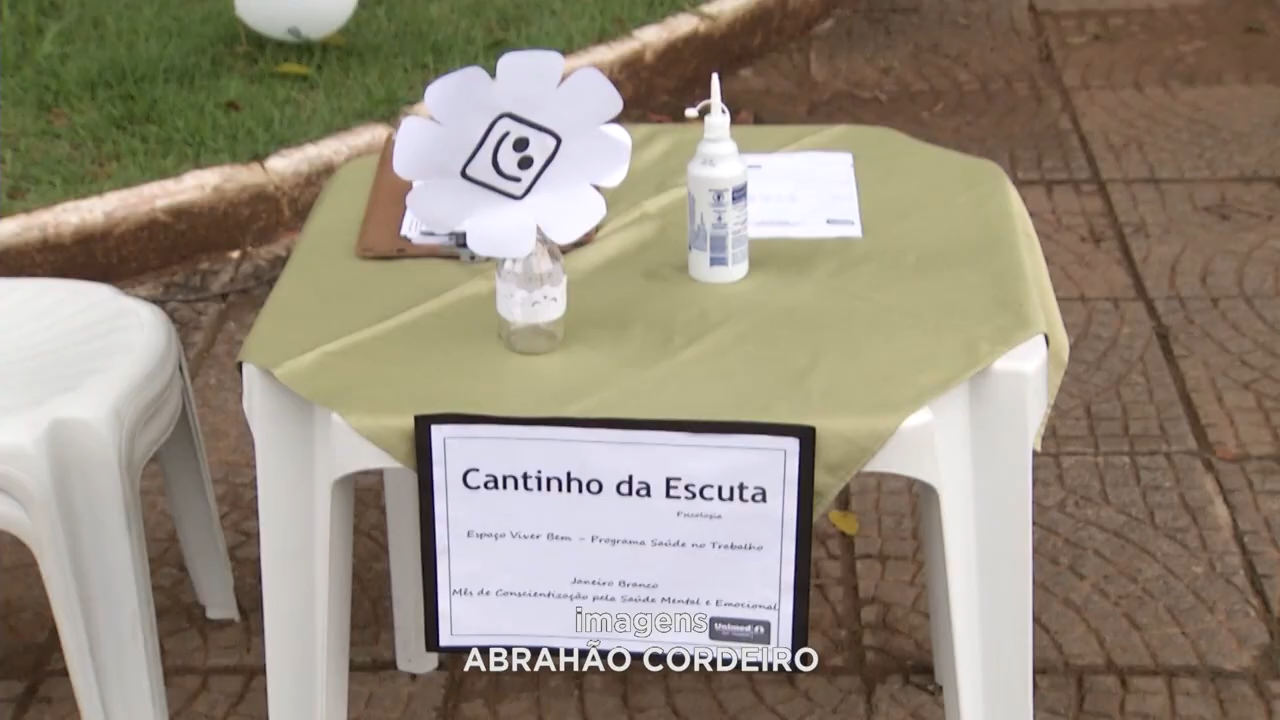 Cantinho da Escuta
Psicologia
Espaço Viver Bem - Programa Saúde no Trabalho
Janeiro Branco
Mês de Conscientização pela Saúde Mental e Emocional
imagens
Unimed
ABRAHÃO CORDEIRO